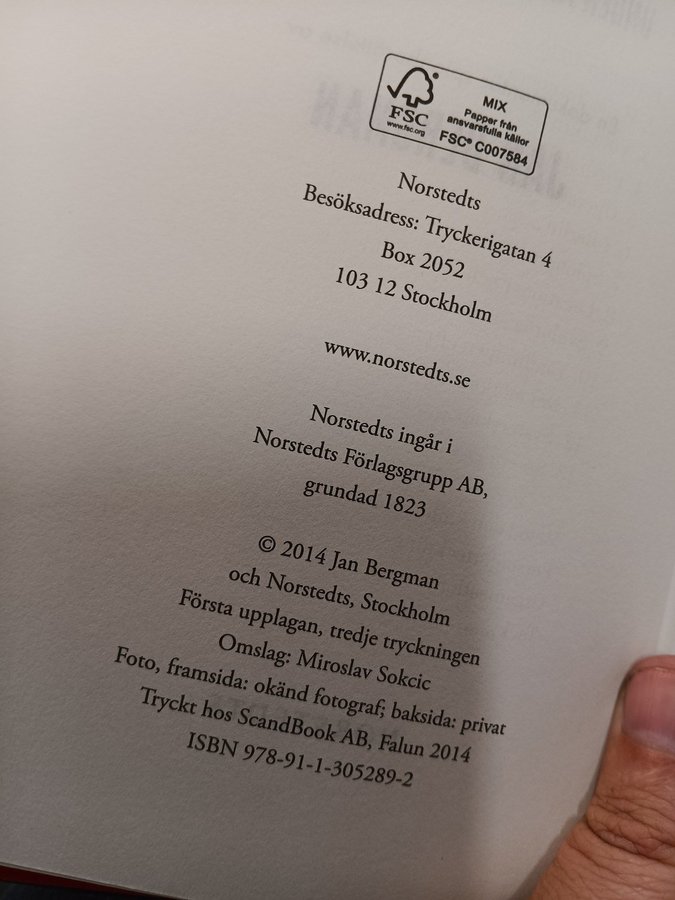 FSC
www.fsc.org
MIX
Papper från
ansvarsfulla källor
FSC® C007584
Norstedts
Besöksadress: Tryckerigatan 4
Box 2052
103 12 Stockholm
www.norstedts.se
Norstedts ingår i
Norstedts Förlagsgrupp AB,
grundad 1823
© 2014 Jan Bergman
och Norstedts, Stockholm
Första upplagan, tredje tryckningen
Omslag: Miroslav Sokcic
Foto, framsida: okänd fotograf; baksida: privat
Tryckt hos ScandBook AB, Falun 2014
ISBN 978-91-1-305289-2